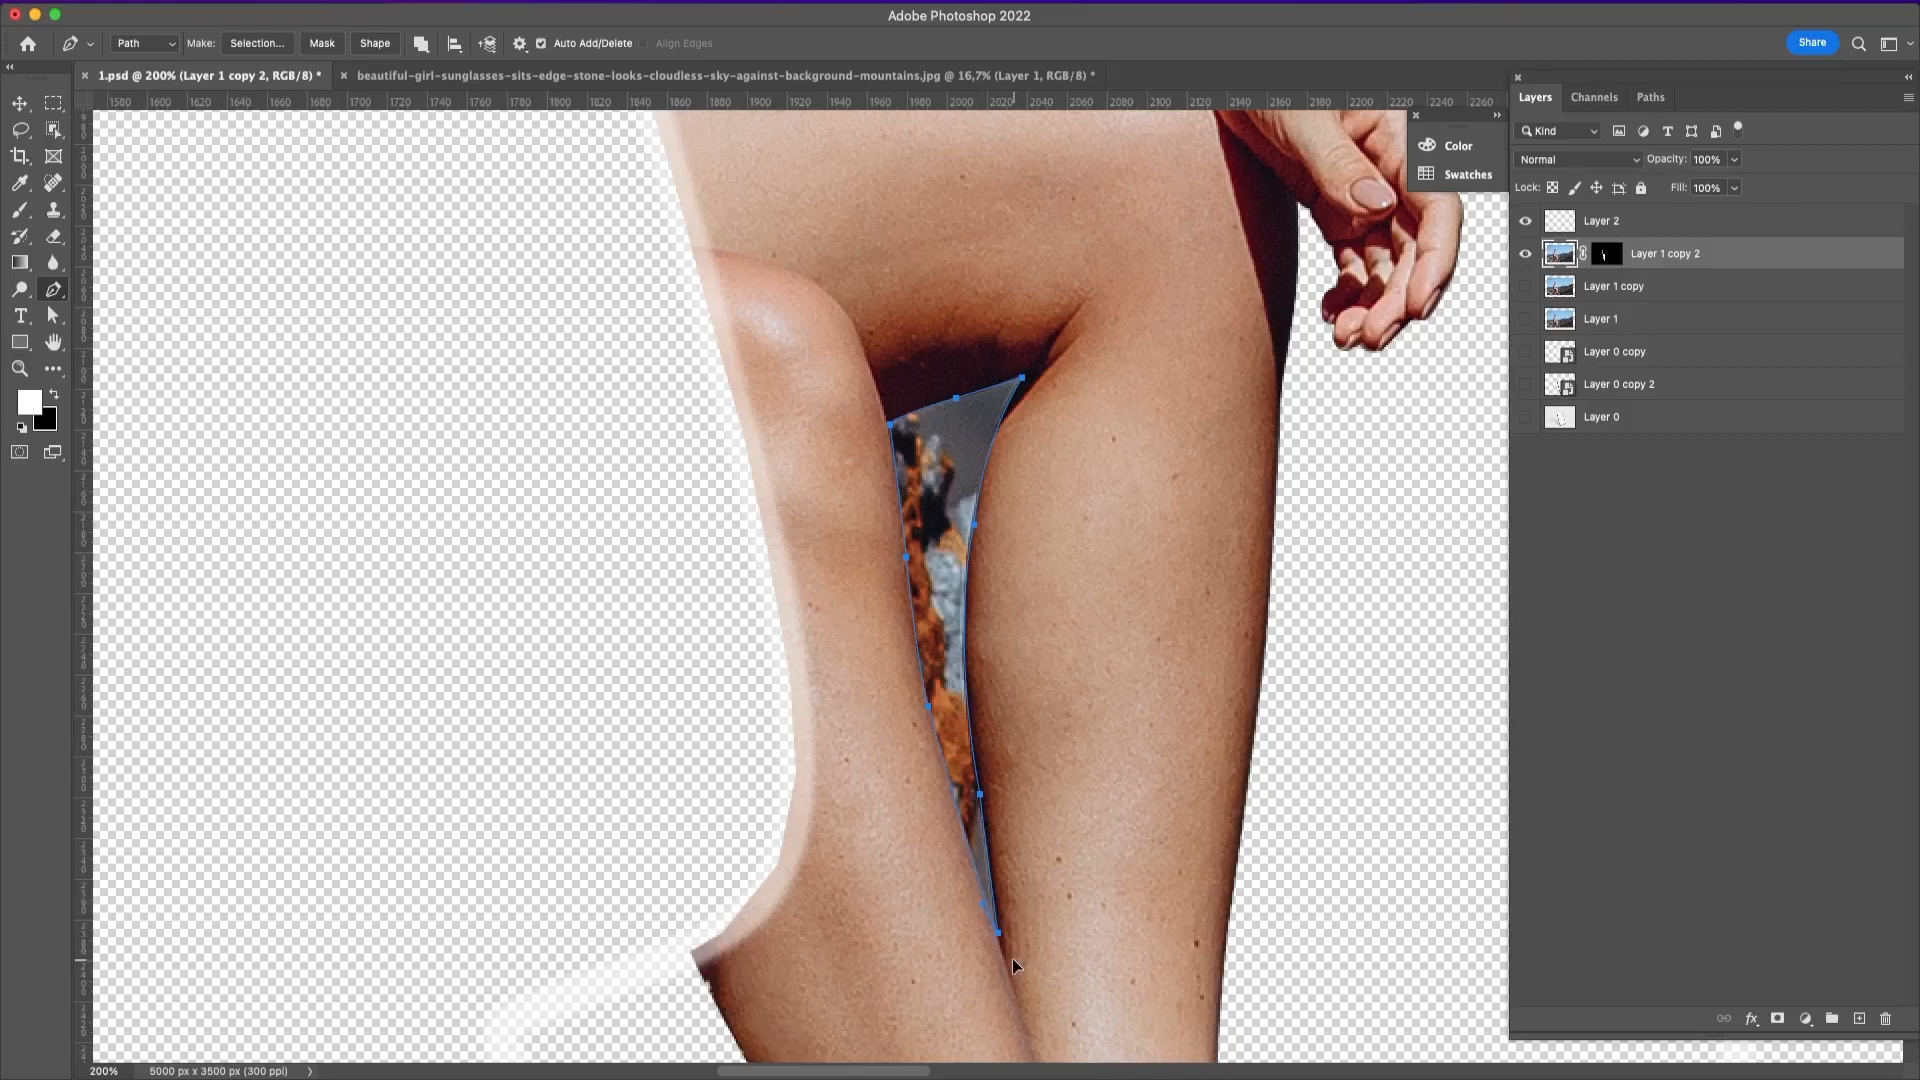 Adobe Photoshop 2022
Path Make: Selection... Mask Shape Auto Add/Delete Align Edges Share
1.psd @ 200% (Layer 1 copy 2, RGB/8) * beautiful-girl-sunglasses-sits-edge-stone-looks-cloudless-sky-against-background-mountains.jpg @ 16,7% (Layer 1, RGB/8) *
1580 1600 1620 1640 1660 1680 1700 1720 1740 1760 1780 1800 1820 1840 1860 1880 1900 1920 1940 1960 1980 2000 2020 2040 2060 2080 2100 2120 2140 2160 2180 2200 2220 2240 2260
Layers Channels Paths
Kind
Color
Swatches
Normal Opacity: 100%
Lock: Fill: 100%
Layer 2
Layer 1 copy 2
Layer 1 copy
Layer 1
Layer 0 copy
Layer 0 copy 2
Layer 0
200% 5000 px x 3500 px (300 ppi)